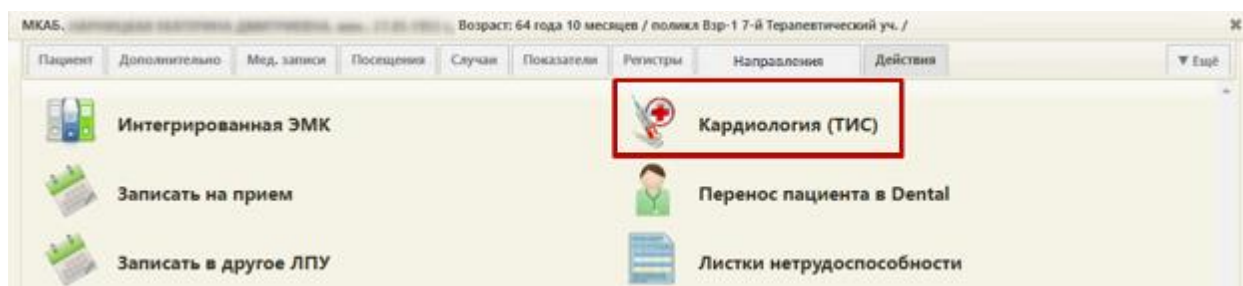 МКАБ. Возраст: 64 года 10 месяцев / поликл Взр-1 7-й Терапевтический уч. /
Пациент Дополнительно Мед. записи Посещения Случаи Показатели Регистры Направления Действия ▼ Ещё
Интегрированная ЭМК Кардиология (ТИС)
Записать на прием Перенос пациента в Dental
Записать в другое ЛПУ Листки нетрудоспособности